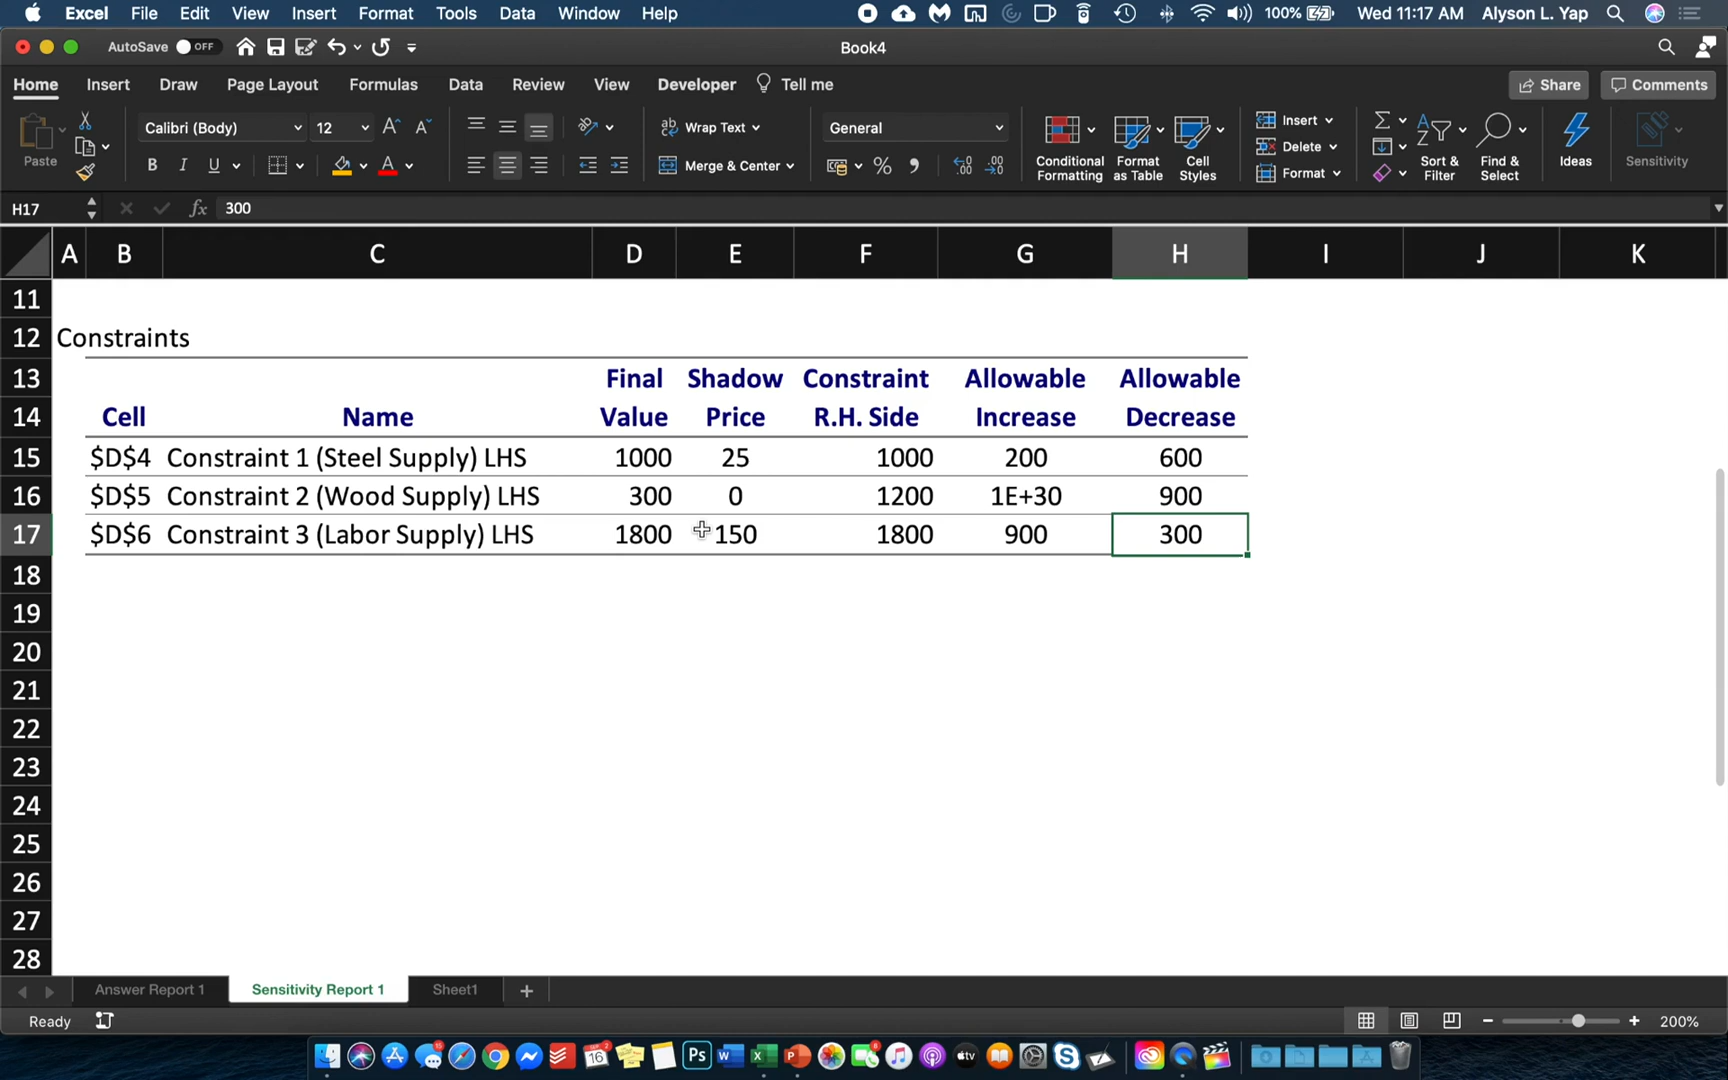 Excel File Edit View Insert Format Tools Data Window Help 100% Wed 11:17 AM Alyson L. Yap
AutoSave OFF Book4
Home Insert Draw Page Layout Formulas Data Review View Developer Tell me Share Comments
Paste Calibri (Body) 12 A A Wrap Text General Insert
B I U A Merge & Center % Delete
Conditional Formatting
Format as Table
Cell Styles
Format
Sort & Filter
Find & Select
Ideas
Sensitivity
H17 fx 300
A B C D E F G H I J K
11
12 Constraints
13 Final Shadow Constraint Allowable Allowable
14 Cell Name Value Price R.H. Side Increase Decrease
15 $D$4 Constraint 1 (Steel Supply) LHS 1000 25 1000 200 600
16 $D$5 Constraint 2 (Wood Supply) LHS 300 0 1200 1E+30 900
17 $D$6 Constraint 3 (Labor Supply) LHS 1800 150 1800 900 300
18
19
20
21
22
23
24
25
26
27
28
Answer Report 1 Sensitivity Report 1 Sheet1 +
Ready 200%